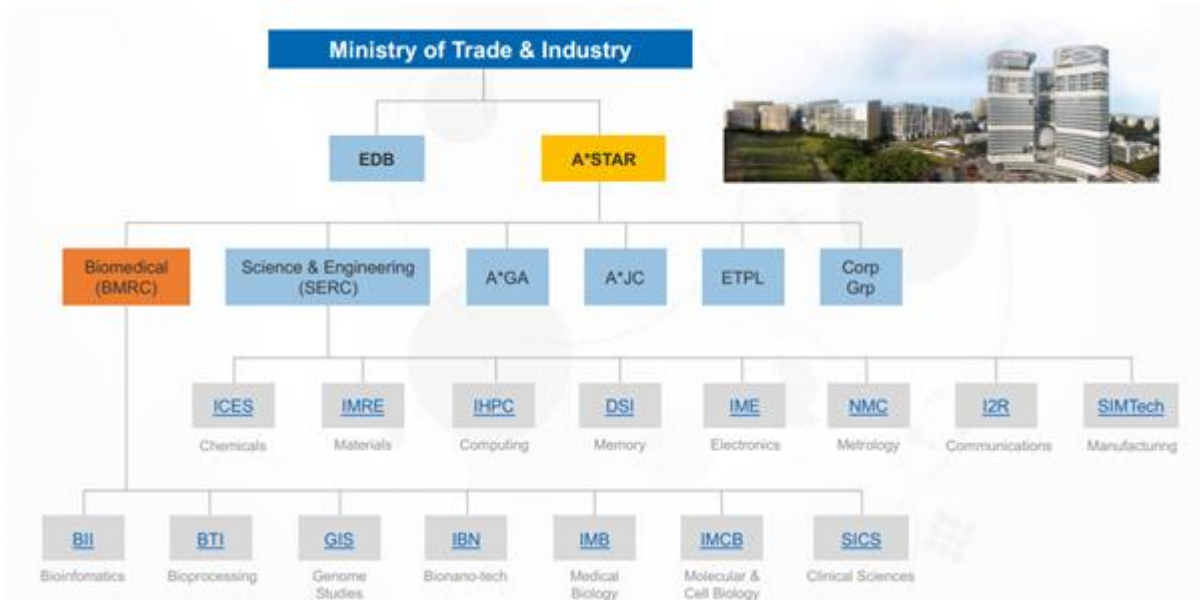 Ministry of Trade & Industry
EDB
A*STAR
Biomedical
(BMRC)
Science & Engineering
(SERC)
A*GA
A*JC
ETPL
Corp
Grp
ICES
IMRE
IHPC
DSI
IME
NMC
I2R
SIMTech
Chemicals
Materials
Computing
Memory
Electronics
Metrology
Communications
Manufacturing
BII
BTI
GIS
IBN
IMB
IMCB
SICS
Bioinfomatics
Bioprocessing
Genome
Studies
Bionano-tech
Medical
Biology
Molecular &
Cell Biology
Clinical Sciences